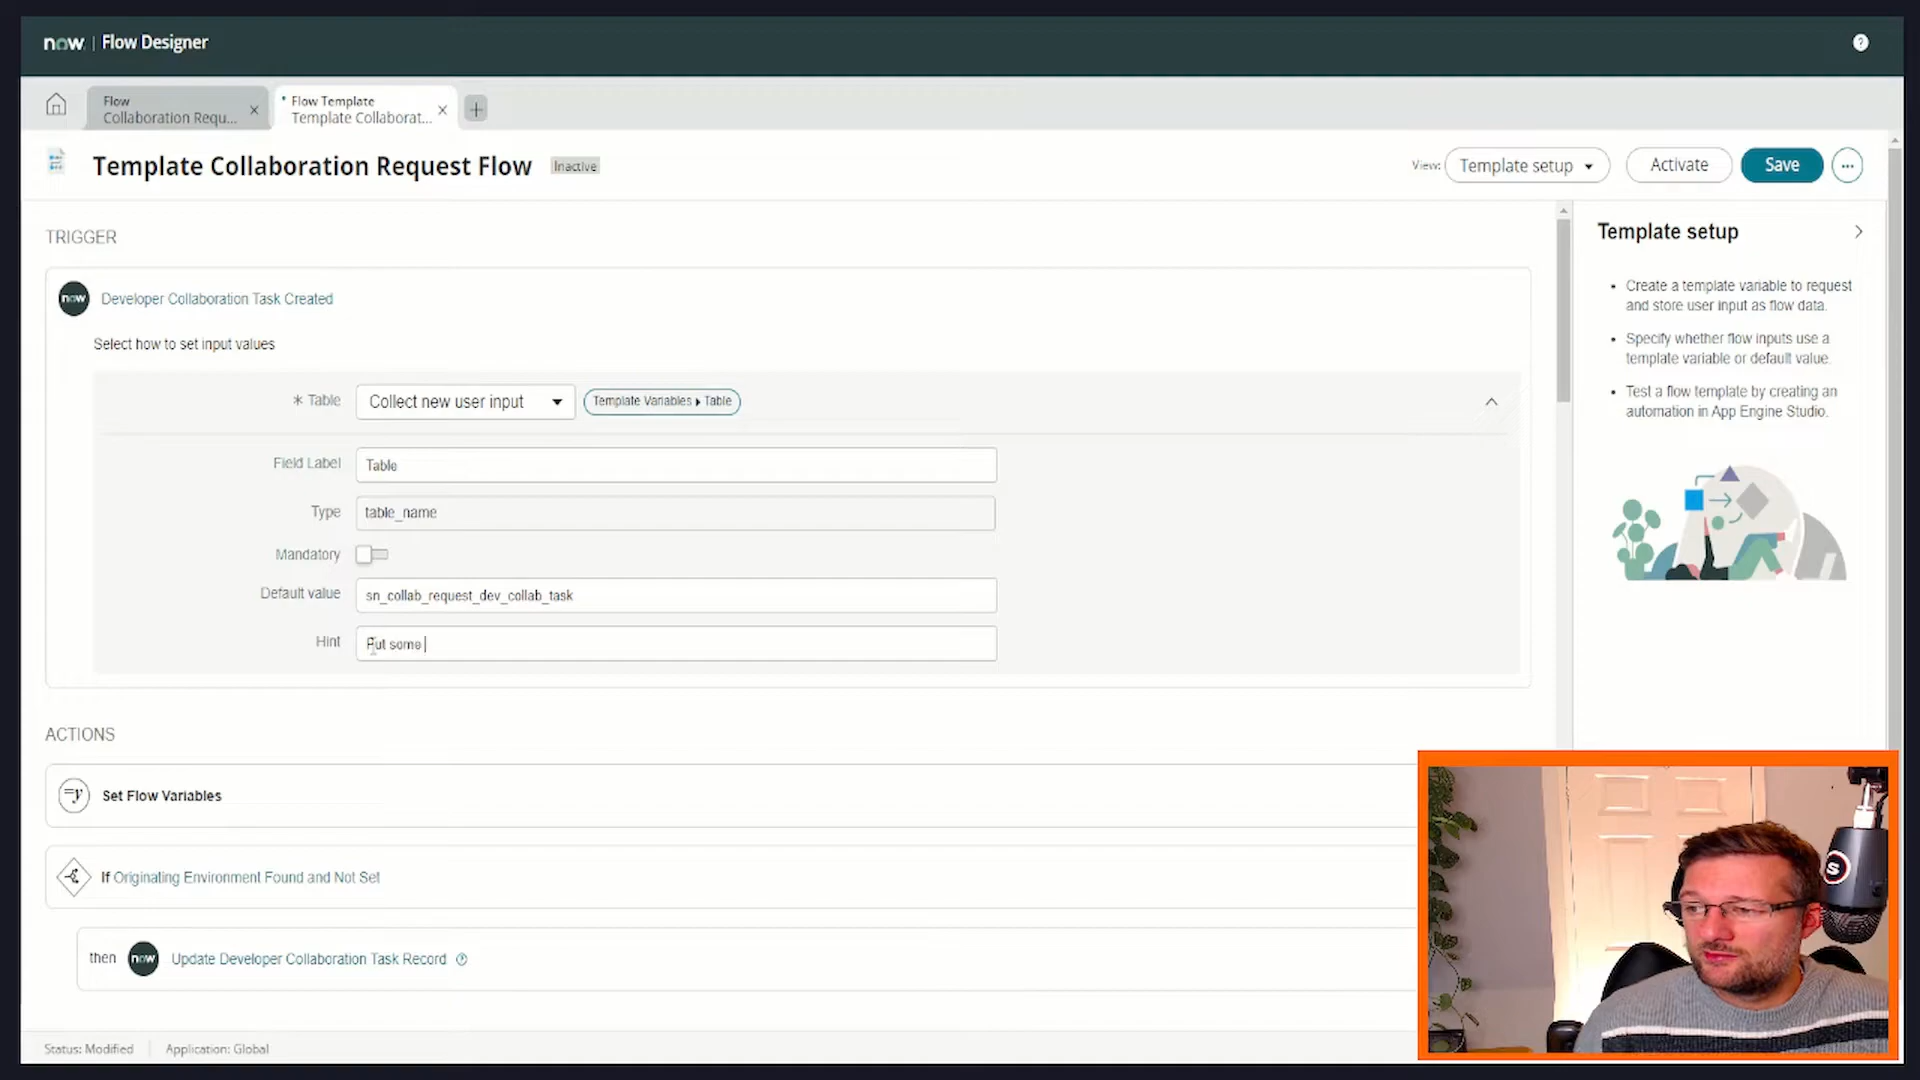 now. | Flow Designer
?
Flow
Collaboration Requ...
Flow Template
Template Collaborat...
Template Collaboration Request Flow
Inactive
View:
Template setup
Activate
Save
TRIGGER
now
Developer Collaboration Task Created
Select how to set input values
* Table
Collect new user input
Template Variables ▸ Table
Field Label
Table
Type
table_name
Mandatory
Default value
sn_collab_request_dev_collab_task
Hint
Put some
ACTIONS
Set Flow Variables
If Originating Environment Found and Not Set
then
now
Update Developer Collaboration Task Record
Status: Modified
Application: Global
Template setup
• Create a template variable to request
and store user input as flow data.
• Specify whether flow inputs use a
template variable or default value.
• Test a flow template by creating an
automation in App Engine Studio.
S